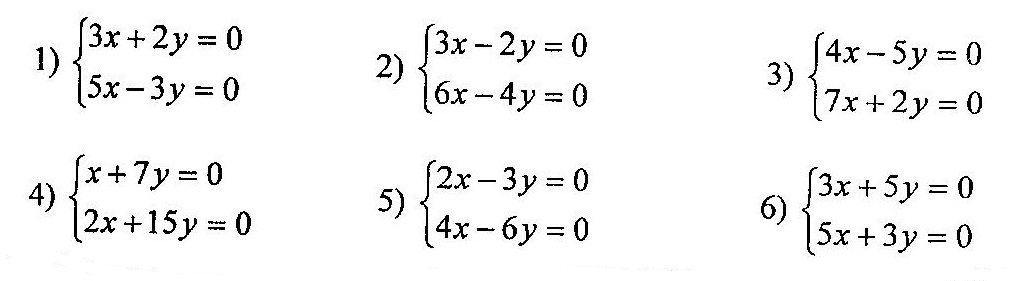 1) {3x + 2y = 0
5x − 3y = 0
2) {3x − 2y = 0
6x − 4y = 0
3) {4x − 5y = 0
7x + 2y = 0
4) {x + 7y = 0
2x + 15y = 0
5) {2x − 3y = 0
4x − 6y = 0
6) {3x + 5y = 0
5x + 3y = 0